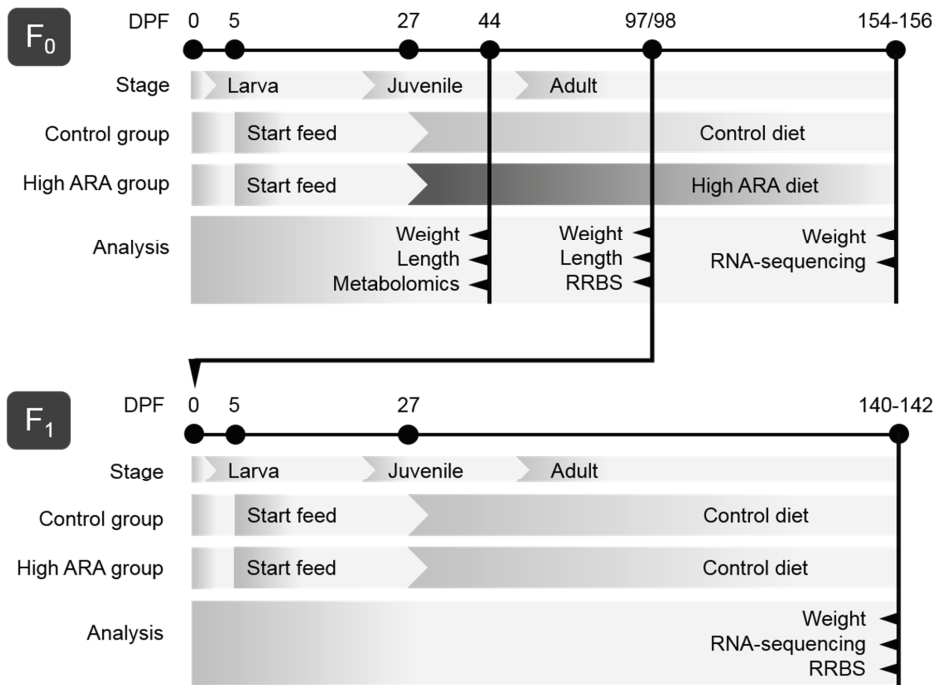 F0
DPF 0 5 27 44 97/98 154-156
Stage Larva Juvenile Adult
Control group Start feed Control diet
High ARA group Start feed High ARA diet
Analysis
Weight Weight Weight
Length Length RNA-sequencing
Metabolomics RRBS
F1
DPF 0 5 27 140-142
Stage Larva Juvenile Adult
Control group Start feed Control diet
High ARA group Start feed Control diet
Analysis
Weight
RNA-sequencing
RRBS